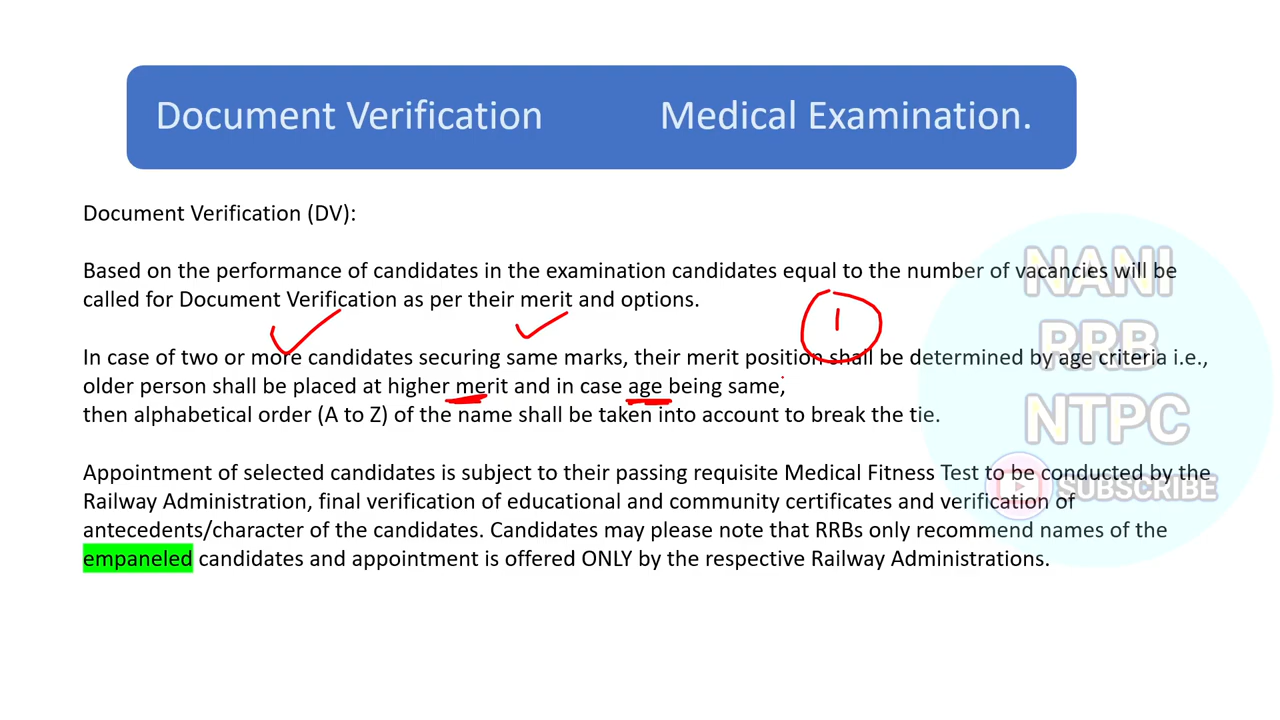 Document Verification Medical Examination.
Document Verification (DV):
Based on the performance of candidates in the examination candidates equal to the number of vacancies will be
called for Document Verification as per their merit and options.
1
In case of two or more candidates securing same marks, their merit position shall be determined by age criteria i.e.,
older person shall be placed at higher merit and in case age being same,
then alphabetical order (A to Z) of the name shall be taken into account to break the tie.
Appointment of selected candidates is subject to their passing requisite Medical Fitness Test to be conducted by the
Railway Administration, final verification of educational and community certificates and verification of
antecedents/character of the candidates. Candidates may please note that RRBs only recommend names of the
empaneled candidates and appointment is offered ONLY by the respective Railway Administrations.
NANI
RRB
NTPC
SUBSCRIBE